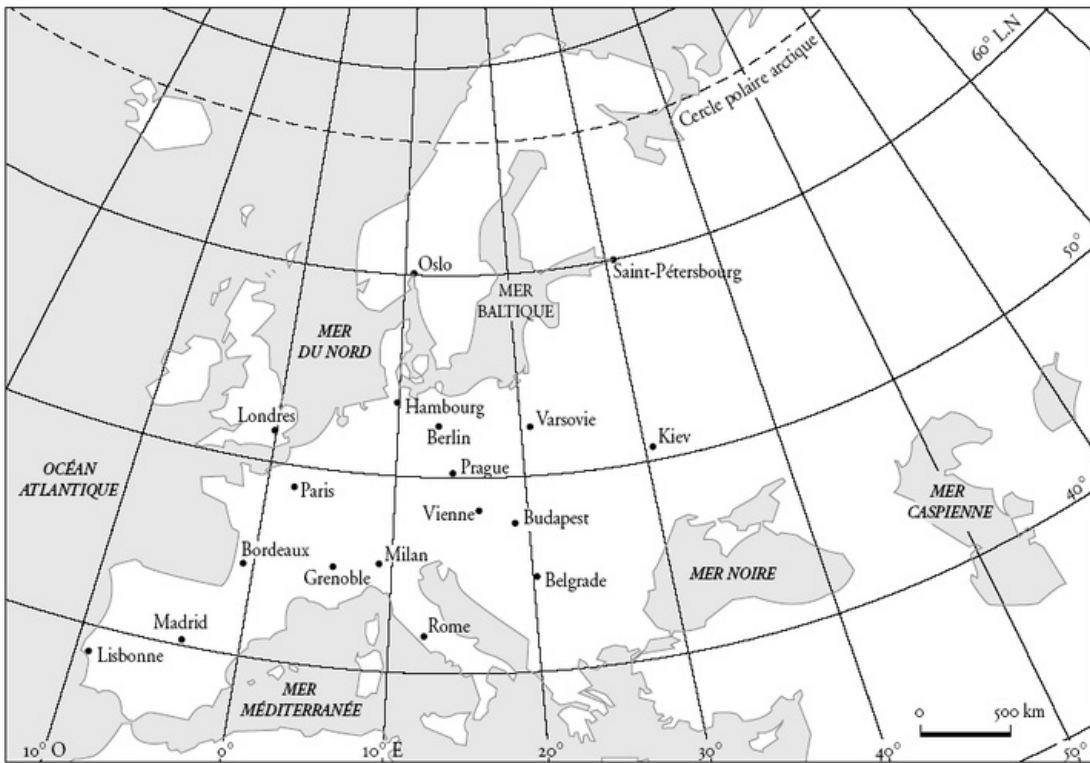 60° L.N
Cercle polaire arctique
50°
Oslo
Saint-Pétersbourg
MER
BALTIQUE
MER
DU NORD
Hambourg
Londres
Berlin
Varsovie
Kiev
Prague
OCÉAN
ATLANTIQUE
Paris
40°
MER
CASPIENNE
Vienne
Budapest
Bordeaux
Milan
Grenoble
Belgrade
MER NOIRE
Madrid
Rome
Lisbonne
MER
MÉDITERRANÉE
0 500 km
10° O
0°
10° E
20°
30°
40°
50°